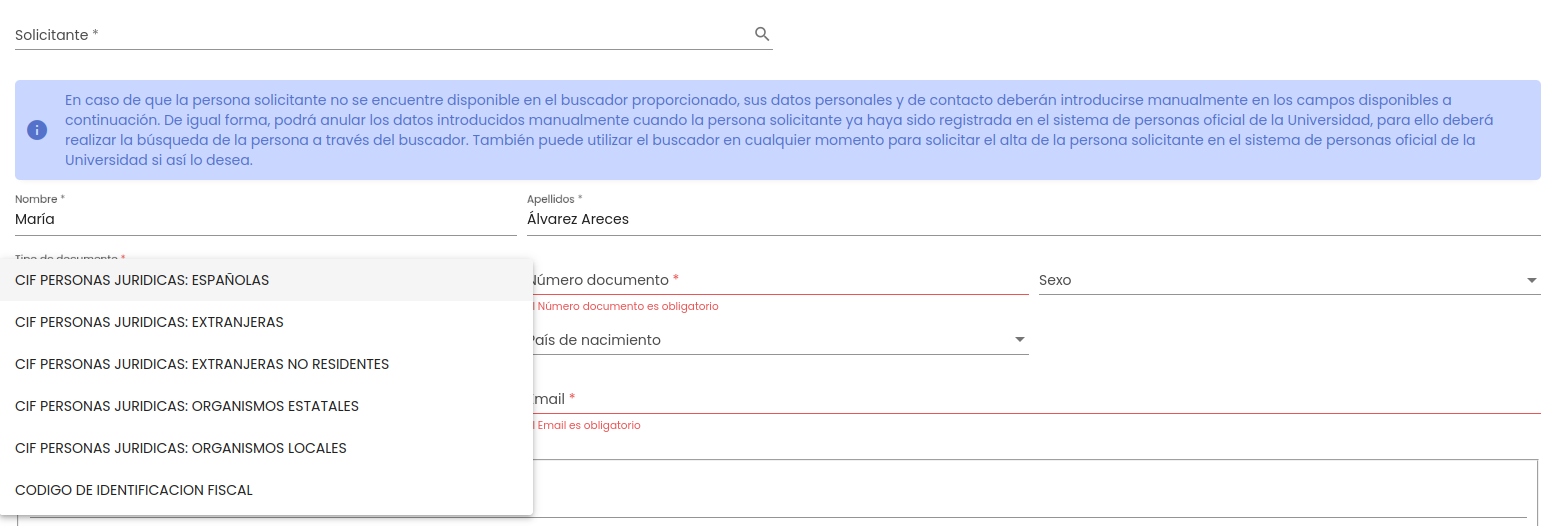 Solicitante *
En caso de que la persona solicitante no se encuentre disponible en el buscador proporcionado, sus datos personales y de contacto deberán introducirse manualmente en los campos disponibles a
continuación. De igual forma, podrá anular los datos introducidos manualmente cuando la persona solicitante ya haya sido registrada en el sistema de personas oficial de la Universidad, para ello deberá
realizar la búsqueda de la persona a través del buscador. También puede utilizar el buscador en cualquier momento para solicitar el alta de la persona solicitante en el sistema de personas oficial de la
Universidad si así lo desea.
Nombre * Apellidos *
María Álvarez Areces
Tipo de documento *
CIF PERSONAS JURIDICAS: ESPAÑOLAS
Número documento *
Sexo
Número documento es obligatorio
CIF PERSONAS JURIDICAS: EXTRANJERAS
País de nacimiento
CIF PERSONAS JURIDICAS: EXTRANJERAS NO RESIDENTES
Email *
CIF PERSONAS JURIDICAS: ORGANISMOS ESTATALES
Email es obligatorio
CIF PERSONAS JURIDICAS: ORGANISMOS LOCALES
CODIGO DE IDENTIFICACION FISCAL